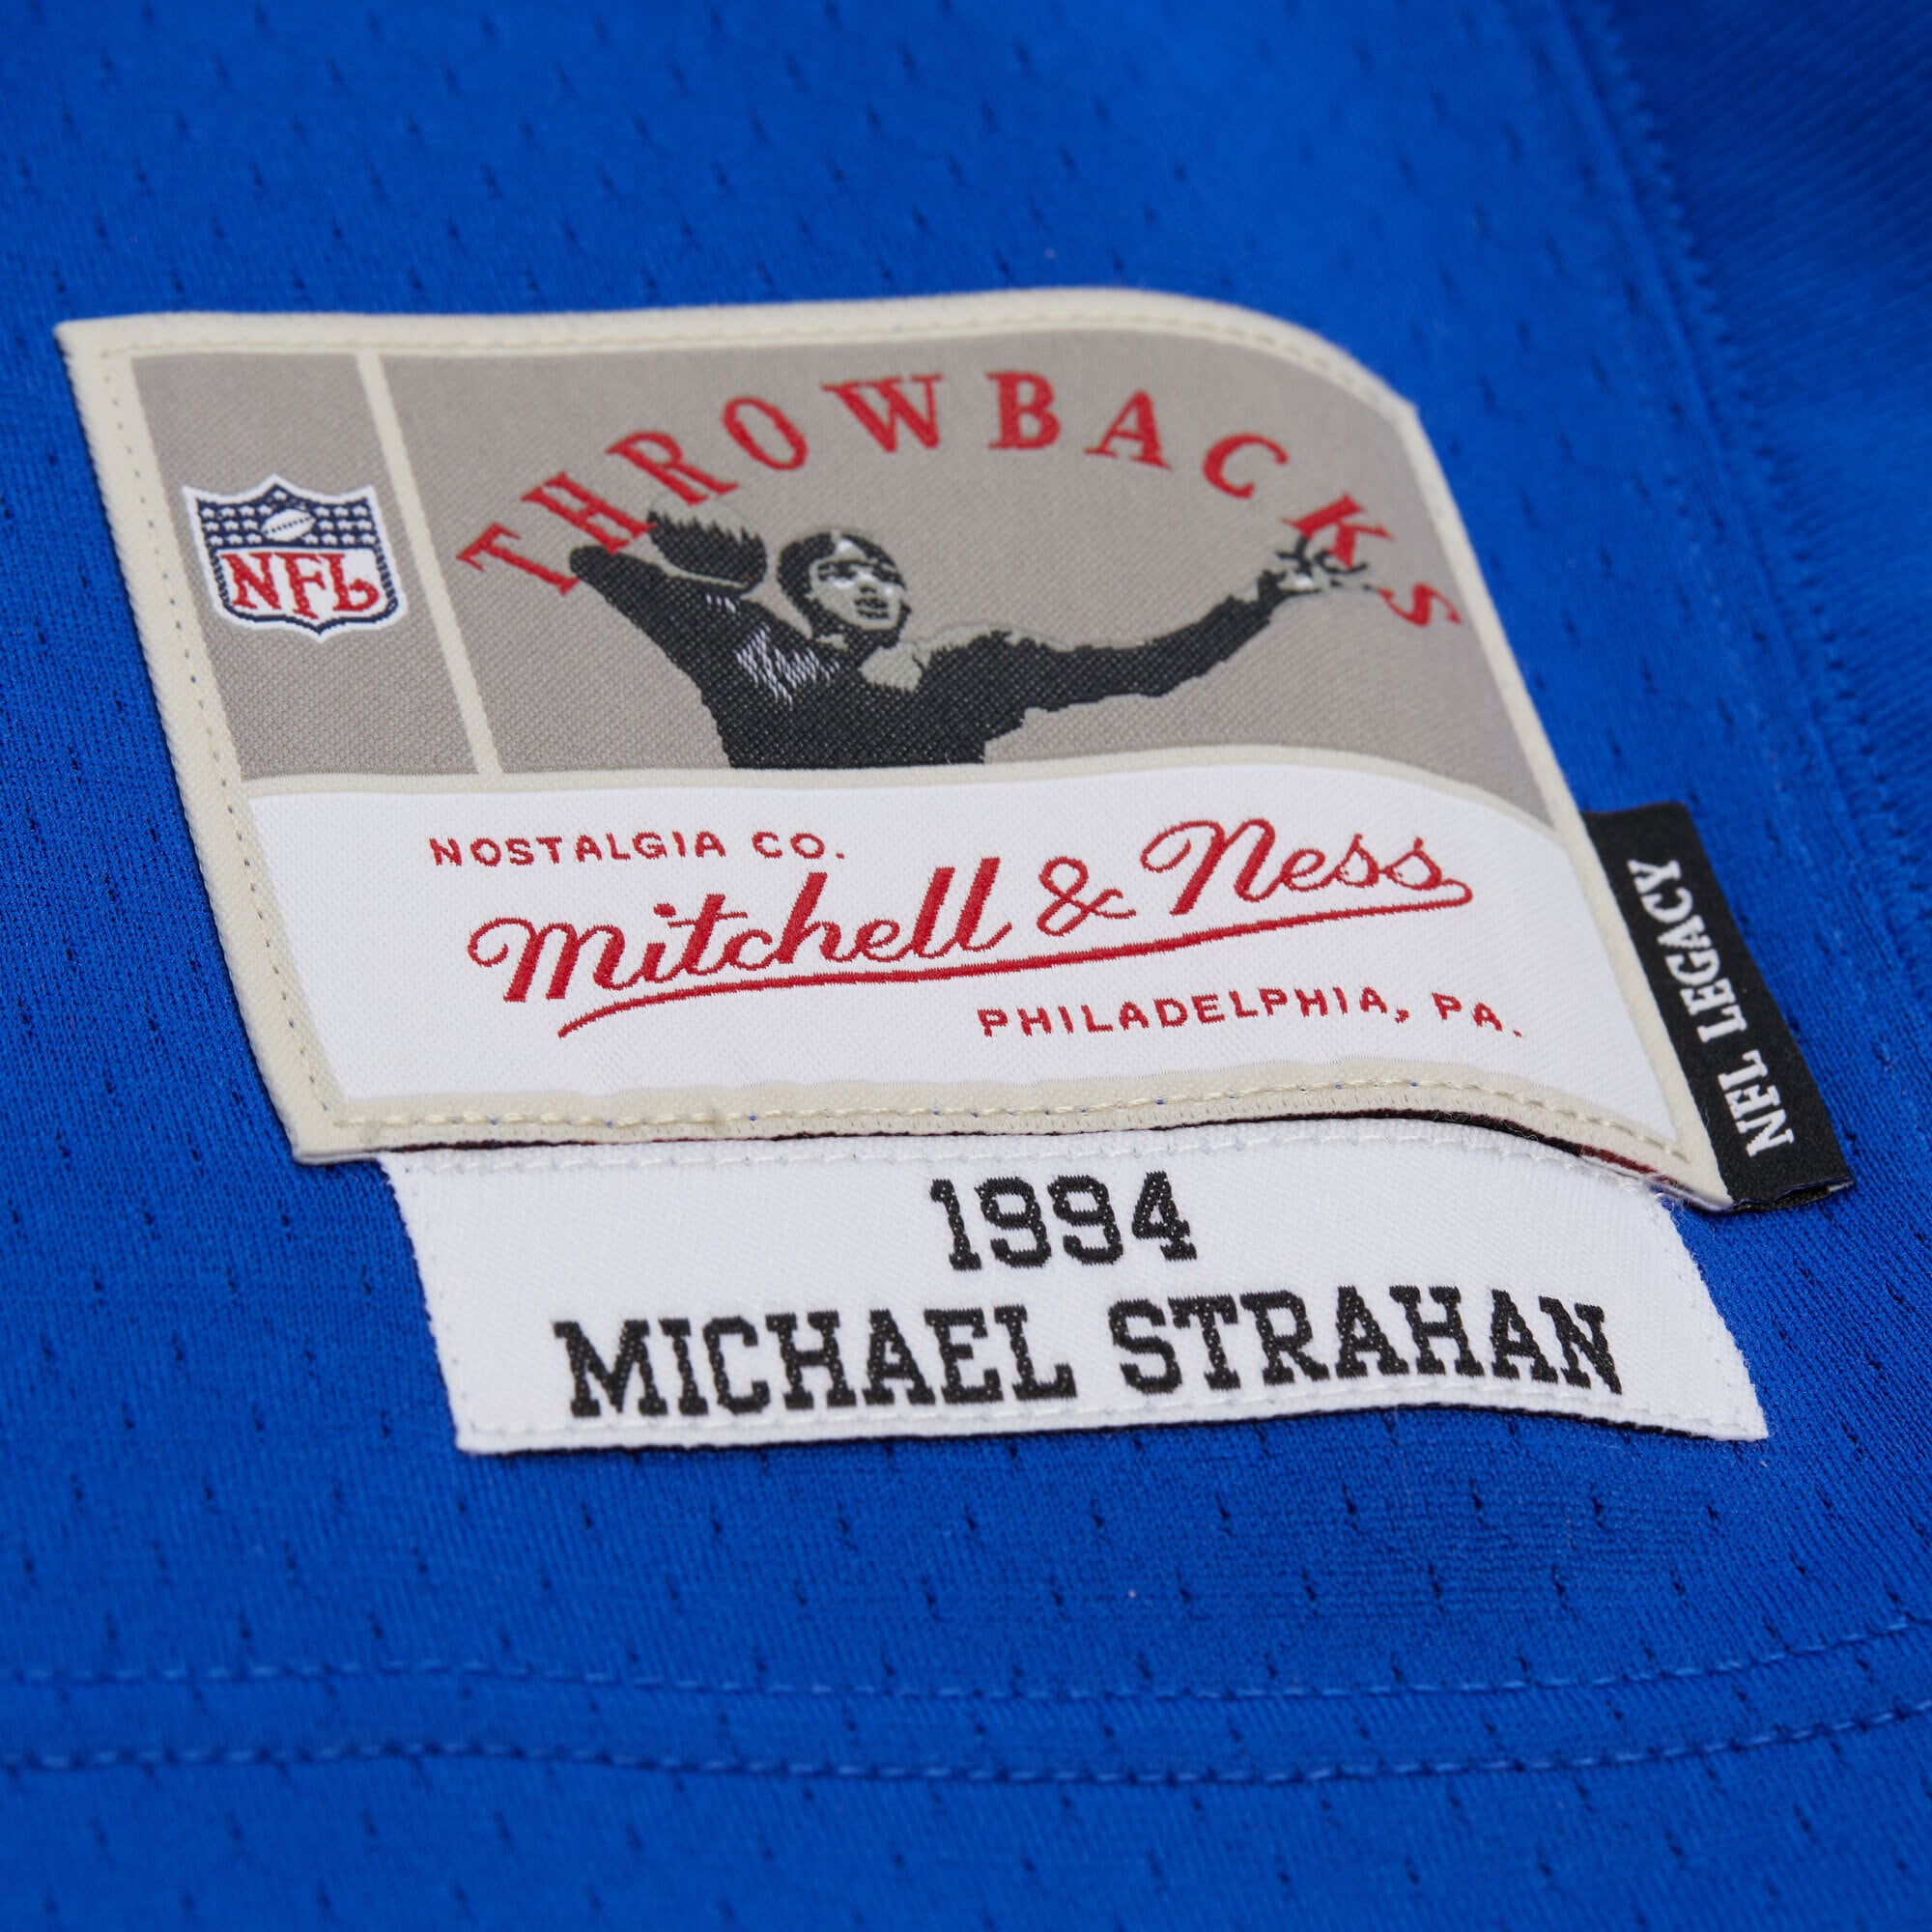 THROWBACKS
NFL
NOSTALGIA CO.
Mitchell & Ness
PHILADELPHIA, PA.
NFL LEGACY
1994
MICHAEL STRAHAN